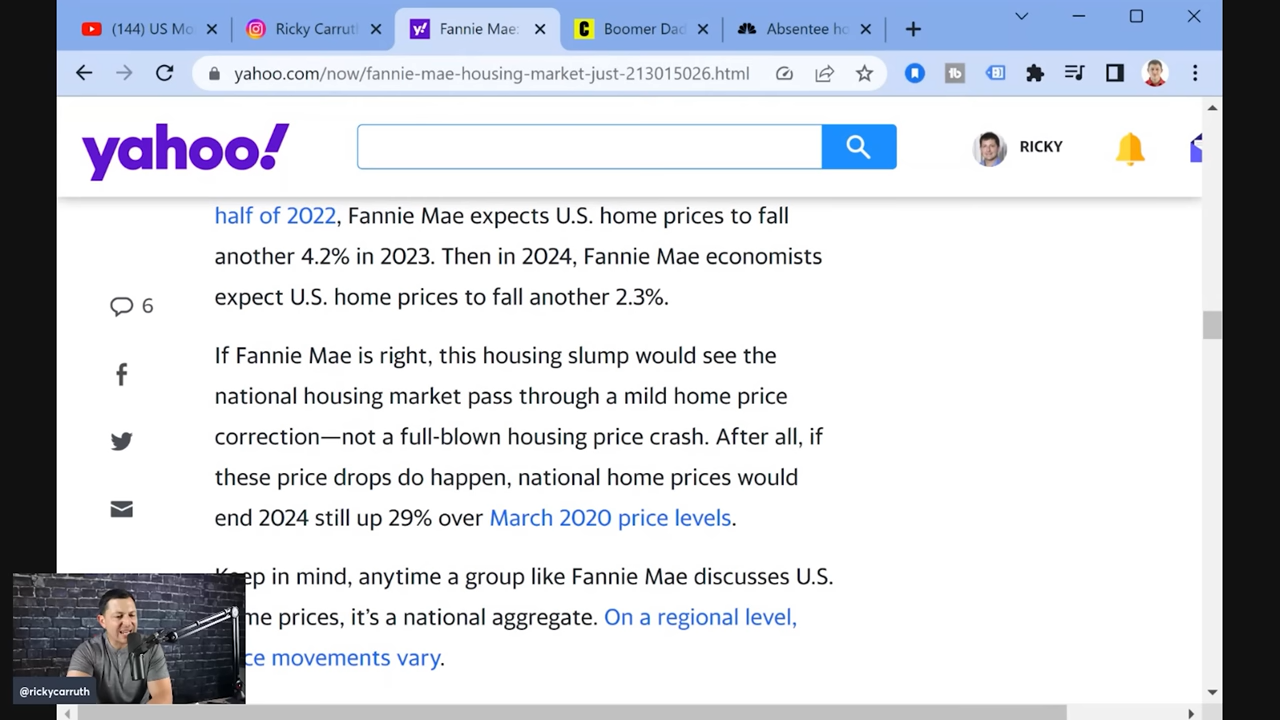 (144) US Mo
Ricky Carrut
Fannie Mae:
Boomer Dad
Absentee ho
yahoo.com/now/fannie-mae-housing-market-just-213015026.html
yahoo!
RICKY
half of 2022, Fannie Mae expects U.S. home prices to fall
another 4.2% in 2023. Then in 2024, Fannie Mae economists
expect U.S. home prices to fall another 2.3%.
6
If Fannie Mae is right, this housing slump would see the
national housing market pass through a mild home price
correction—not a full-blown housing price crash. After all, if
these price drops do happen, national home prices would
end 2024 still up 29% over March 2020 price levels.
Keep in mind, anytime a group like Fannie Mae discusses U.S.
me prices, it's a national aggregate. On a regional level,
ce movements vary.
@rickycarruth